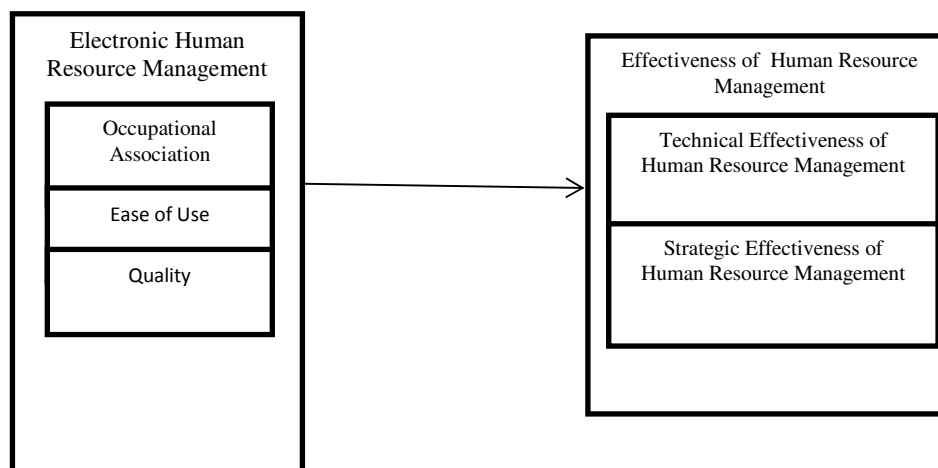 Electronic Human
Resource Management
Occupational
Association
Ease of Use
Quality
Effectiveness of Human Resource
Management
Technical Effectiveness of
Human Resource Management
Strategic Effectiveness of
Human Resource Management